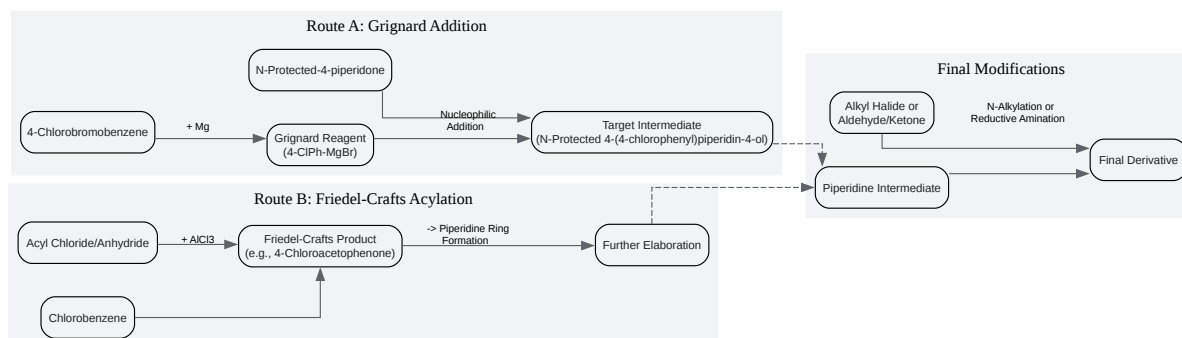 Route A: Grignard Addition
N-Protected-4-piperidone
4-Chlorobromobenzene
+ Mg
Grignard Reagent
(4-ClPh-MgBr)
Nucleophilic
Addition
Target Intermediate
(N-Protected 4-(4-chlorophenyl)piperidin-4-ol)
Route B: Friedel-Crafts Acylation
Acyl Chloride/Anhydride
+ AlCl3
Friedel-Crafts Product
(e.g., 4-Chloroacetophenone)
-> Piperidine Ring
Formation
Further Elaboration
Chlorobenzene
Final Modifications
Alkyl Halide or
Aldehyde/Ketone
N-Alkylation or
Reductive Amination
Piperidine Intermediate
Final Derivative